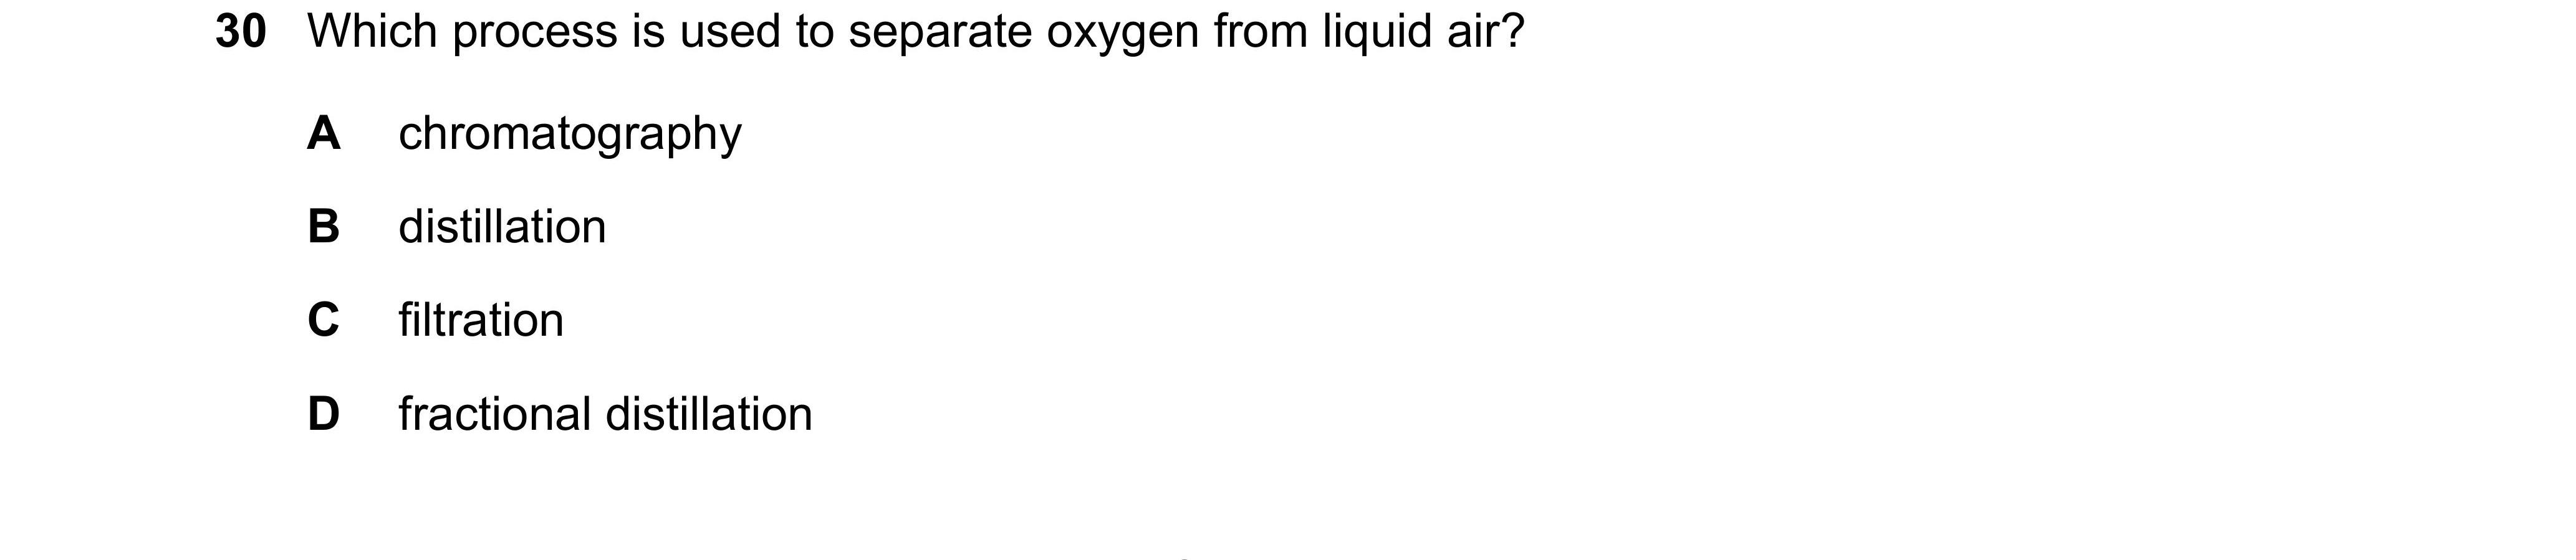 30 Which process is used to separate oxygen from liquid air?
A chromatography
B distillation
C filtration
D fractional distillation